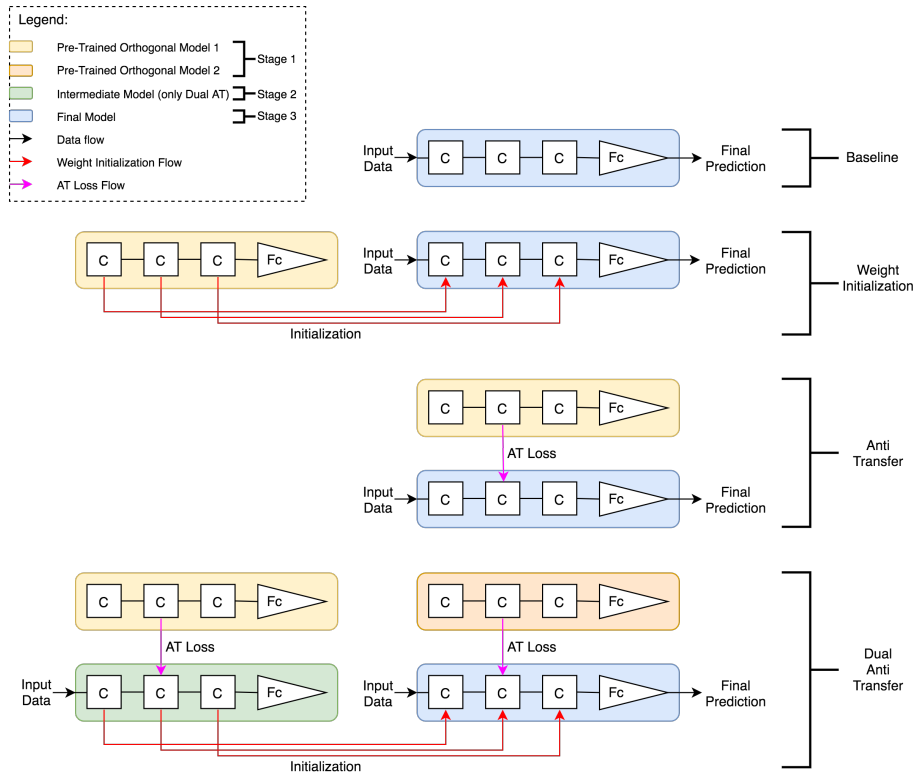 Legend:
Pre-Trained Orthogonal Model 1
Pre-Trained Orthogonal Model 2
Stage 1
Intermediate Model (only Dual AT)
Stage 2
Final Model
Stage 3
Data flow
Weight Initialization Flow
AT Loss Flow
Input
Data
C
C
C
Fc
Final
Prediction
Baseline
C
C
C
Fc
Input
Data
C
C
C
Fc
Final
Prediction
Weight
Initialization
Initialization
C
C
C
Fc
AT Loss
Anti
Transfer
Input
Data
C
C
C
Fc
Final
Prediction
C
C
C
Fc
C
C
C
Fc
AT Loss
AT Loss
Dual
Anti
Transfer
Input
Data
C
C
C
Fc
Input
Data
C
C
C
Fc
Final
Prediction
Initialization